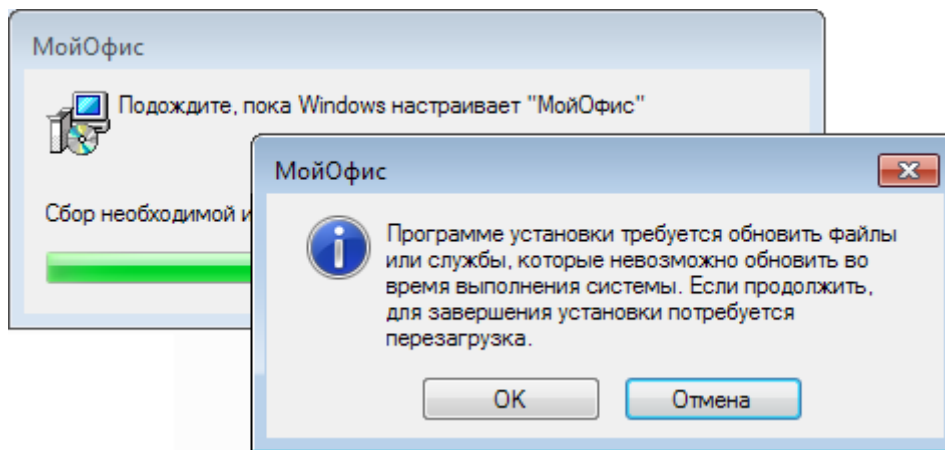 МойОфис
Подождите, пока Windows настраивает "МойОфис"
Сбор необходимой
МойОфис
Программе установки требуется обновить файлы
или службы, которые невозможно обновить во
время выполнения системы. Если продолжить,
для завершения установки потребуется
перезагрузка.
OK
Отмена